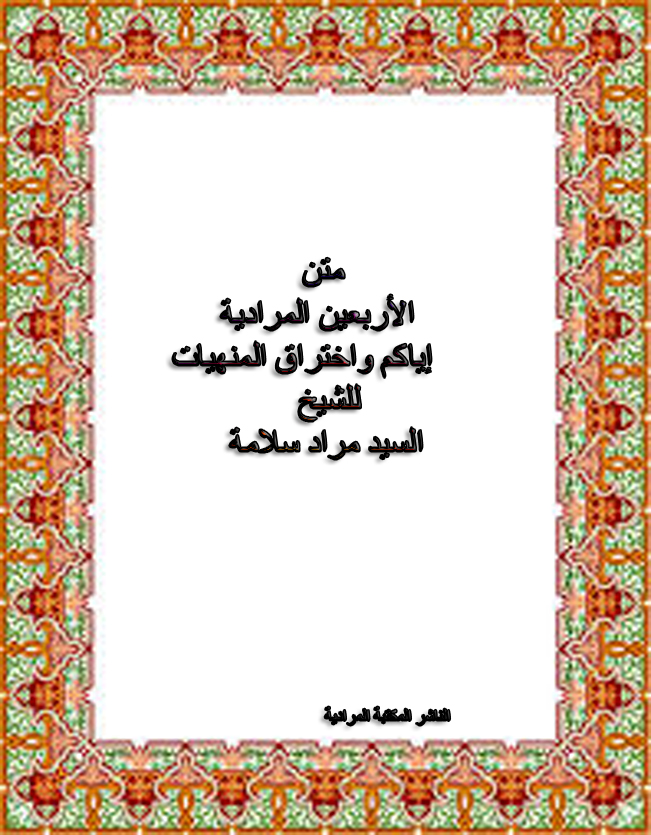 متن
الأربعين المرادية
إياكم واختراق المنهيات
للشيخ
السيد مراد سلامة
الناشر المكتبة المرادية